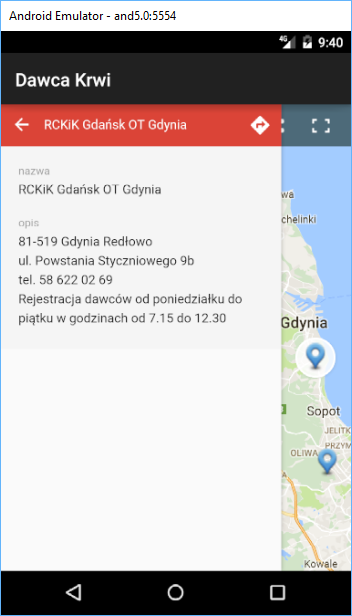 Android Emulator - and5.0:5554
4G 9:40
Dawca Krwi
RCKiK Gdańsk OT Gdynia
nazwa
RCKiK Gdańsk OT Gdynia
opis
81-519 Gdynia Redłowo
ul. Powstania Styczniowego 9b
tel. 58 622 02 69
Rejestracja dawców od poniedziałku do
piątku w godzinach od 7.15 do 12.30
wa
chelinki
Gdynia
Sopot
JELITK
PRZYM
OLIWA
Kowale